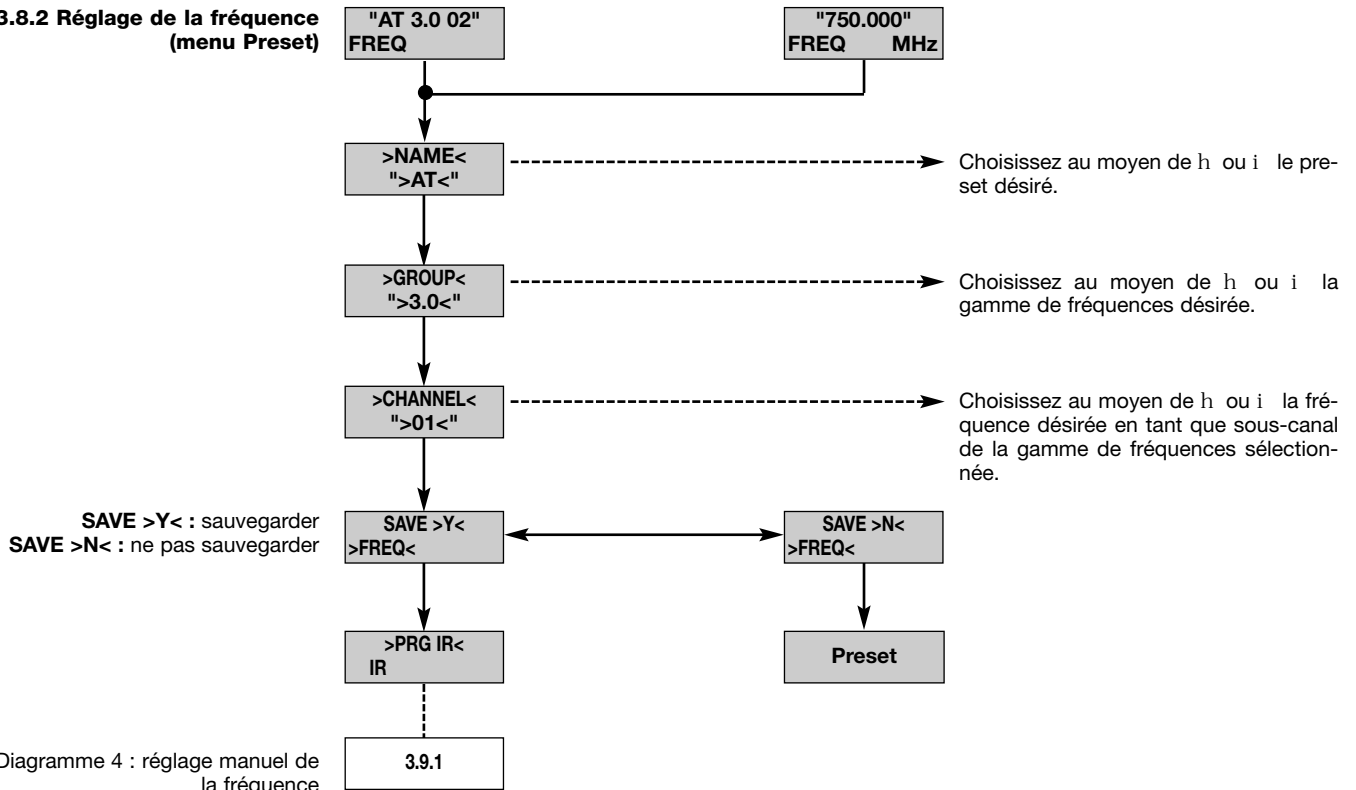 3.8.2 Réglage de la fréquence
(menu Preset)
"AT 3.0 02"
FREQ
"750.000"
FREQ MHz
>NAME<
">AT<"
Choisissez au moyen de h ou i le pre-
set désiré.
>GROUP<
">3.0<"
Choisissez au moyen de h ou i la
gamme de fréquences désirée.
>CHANNEL<
">01<"
Choisissez au moyen de h ou i la fré-
quence désirée en tant que sous-canal
de la gamme de fréquences sélection-
née.
SAVE >Y< : sauvegarder
SAVE >N< : ne pas sauvegarder
SAVE >Y<
>FREQ<
SAVE >N<
>FREQ<
>PRG IR<
IR
Preset
Diagramme 4 : réglage manuel de
la fréquence
3.9.1